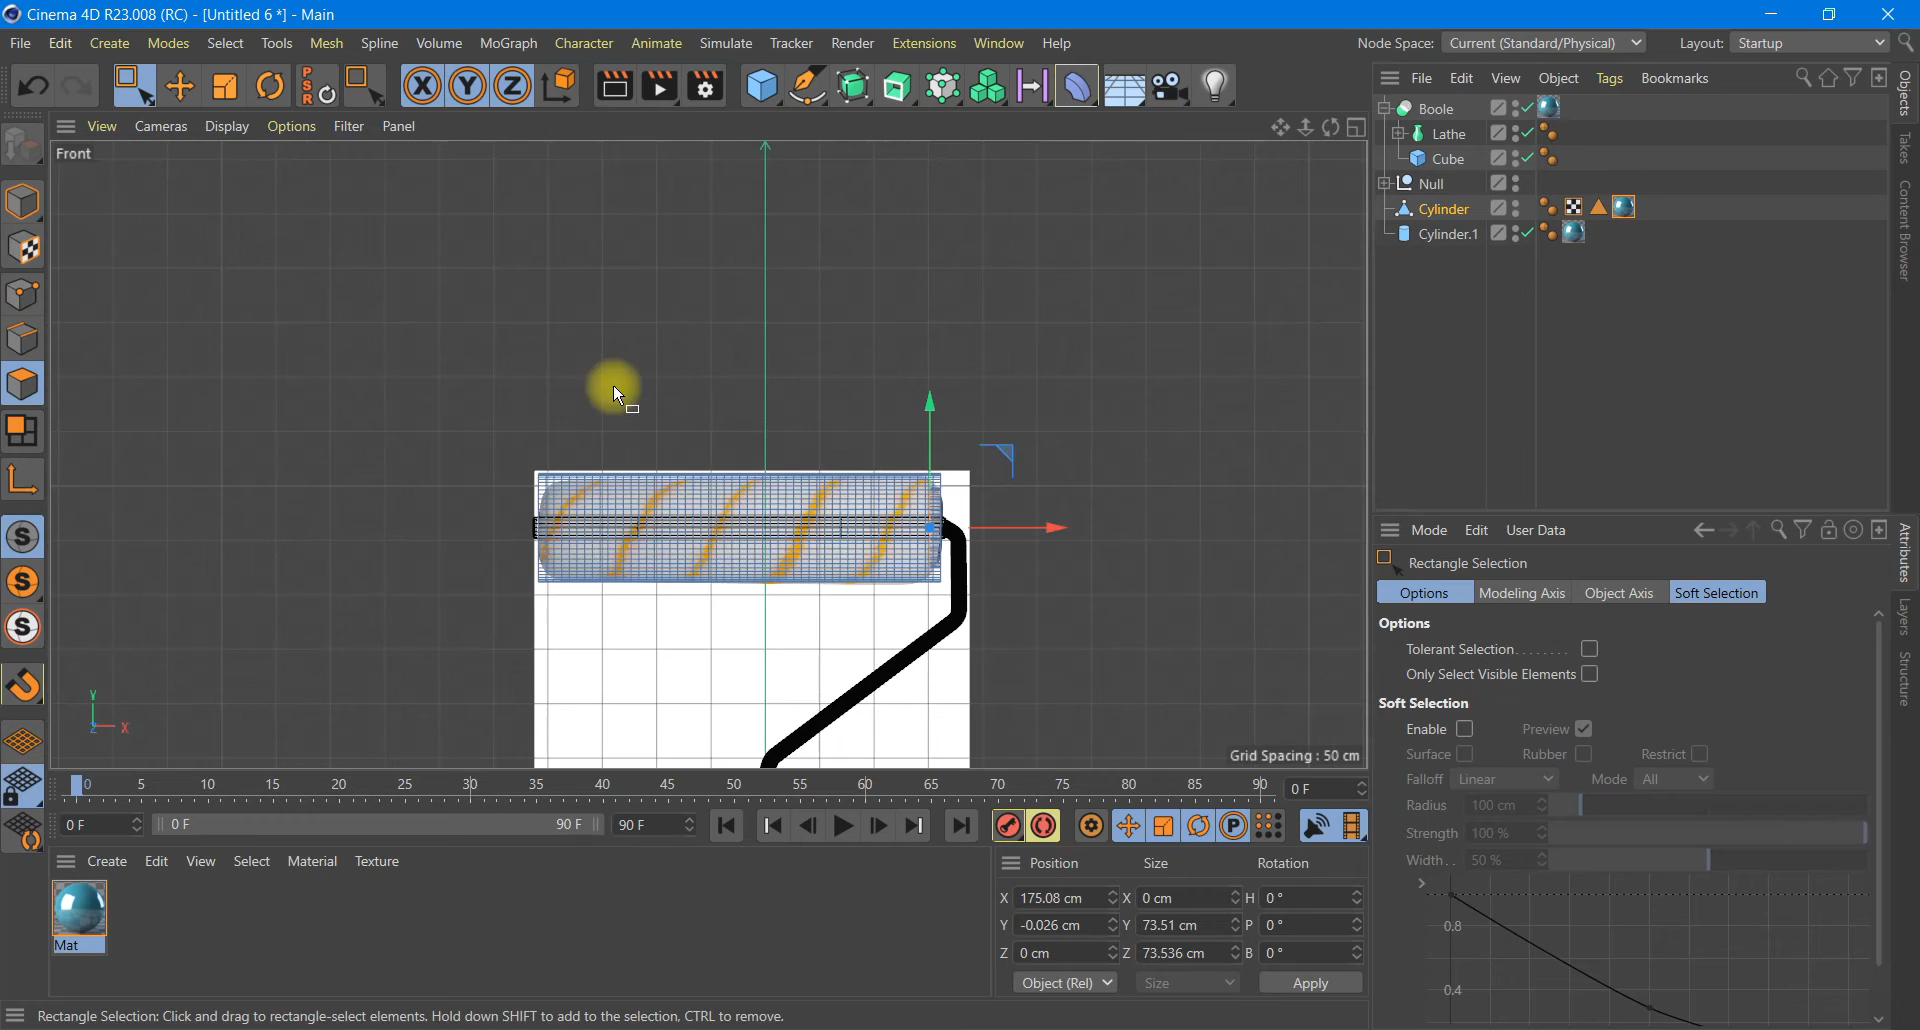 Cinema 4D R23.008 (RC) - [Untitled 6 *] - Main
File Edit Create Modes Select Tools Mesh Spline Volume MoGraph Character Animate Simulate Tracker Render Extensions Window Help
Node Space: Current (Standard/Physical) Layout: Startup
X Y Z
P
S
R
File Edit View Object Tags Bookmarks
View Cameras Display Options Filter Panel
Front
Boole
Lathe
Cube
Null
Cylinder
Cylinder.1
Objects
Takes
Content Browser
Mode Edit User Data
Rectangle Selection
Options Modeling Axis Object Axis Soft Selection
Options
Tolerant Selection
Only Select Visible Elements
Soft Selection
Enable Preview
Surface Rubber Restrict
Falloff Linear Mode All
Radius 100 cm
Strength 100 %
Width 50 %
0.8
0.4
Attributes
Layers
Structure
S
S
S
Y
Z X
Grid Spacing : 50 cm
0 5 10 15 20 25 30 35 40 45 50 55 60 65 70 75 80 85 90
0 F
0 F 0 F 90 F 90 F
P
Create Edit View Select Material Texture
Mat
Position Size Rotation
X 175.08 cm X 0 cm H 0 °
Y -0.026 cm Y 73.51 cm P 0 °
Z 0 cm Z 73.536 cm B 0 °
Object (Rel) Size Apply
Rectangle Selection: Click and drag to rectangle-select elements. Hold down SHIFT to add to the selection, CTRL to remove.